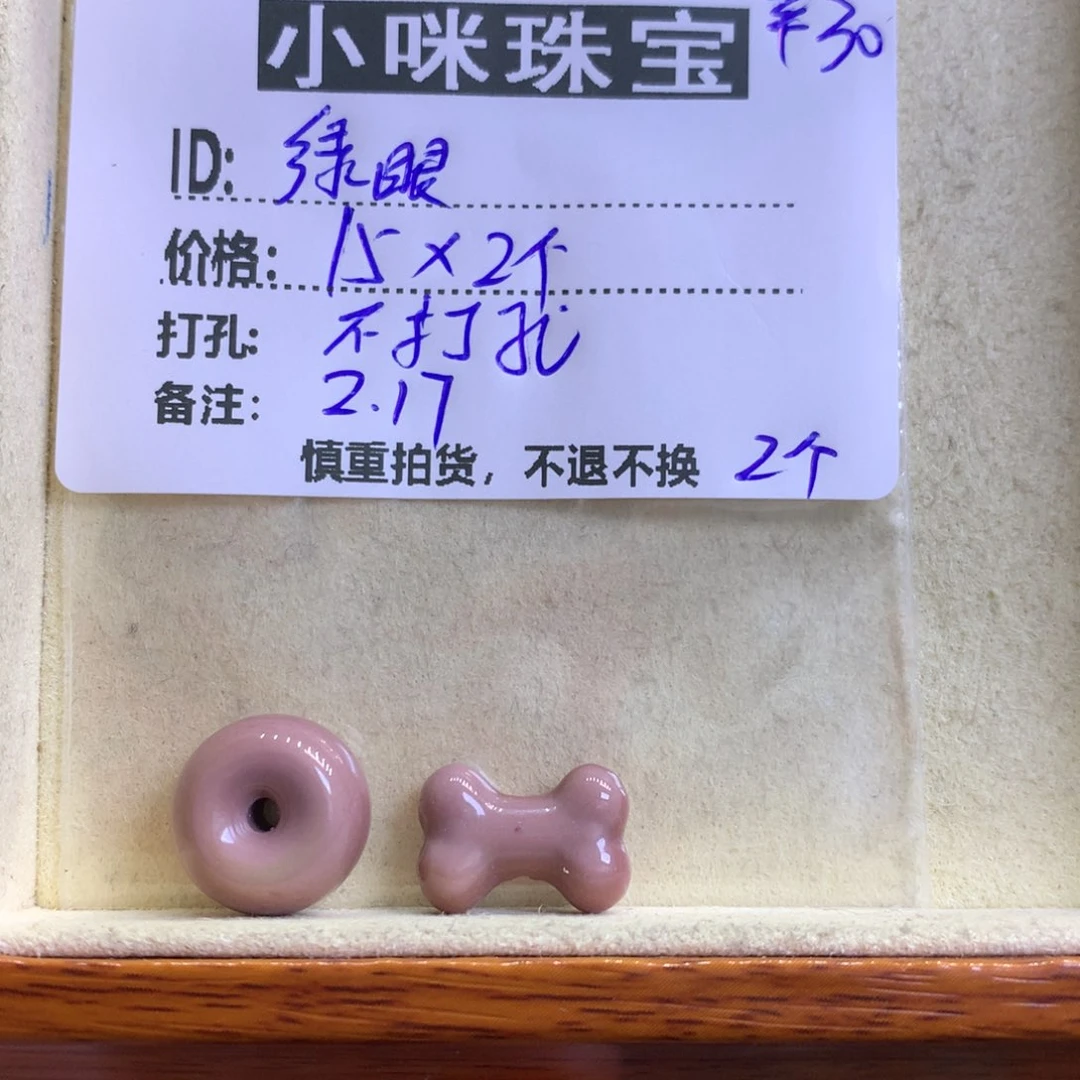 小咪珠宝 ¥30
ID: 绿眼
价格: 15×2个
打孔: 不打孔
备注: 2.17
慎重拍货，不退不换 2个